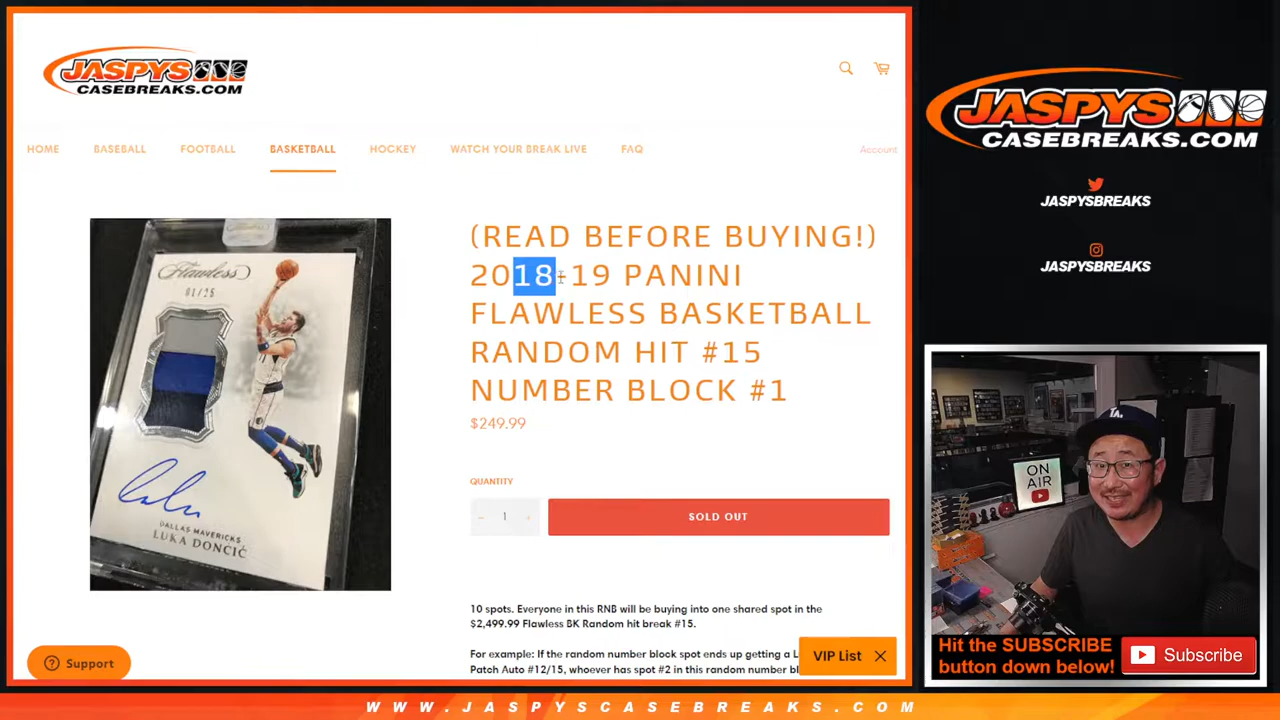 JASPYS
CASEBREAKS.COM
HOME BASEBALL FOOTBALL BASKETBALL HOCKEY WATCH YOUR BREAK LIVE FAQ Account
Flawless
01/25
DALLAS MAVERICKS
LUKA DONČIĆ
(READ BEFORE BUYING!)
2018-19 PANINI
FLAWLESS BASKETBALL
RANDOM HIT #15
NUMBER BLOCK #1
$249.99
QUANTITY
− 1 +
SOLD OUT
10 spots. Everyone in this RNB will be buying into one shared spot in the
$2,499.99 Flawless BK Random hit break #15.
For example: If the random number block spot ends up getting a
Patch Auto #12/15, whoever has spot #2 in this random number
Support
VIP List
JASPYS
CASEBREAKS.COM
JASPYSBREAKS
JASPYSBREAKS
ON
AIR
LA
Hit the SUBSCRIBE
button down below!
Subscribe
WWW.JASPYSCASEBREAKS.COM